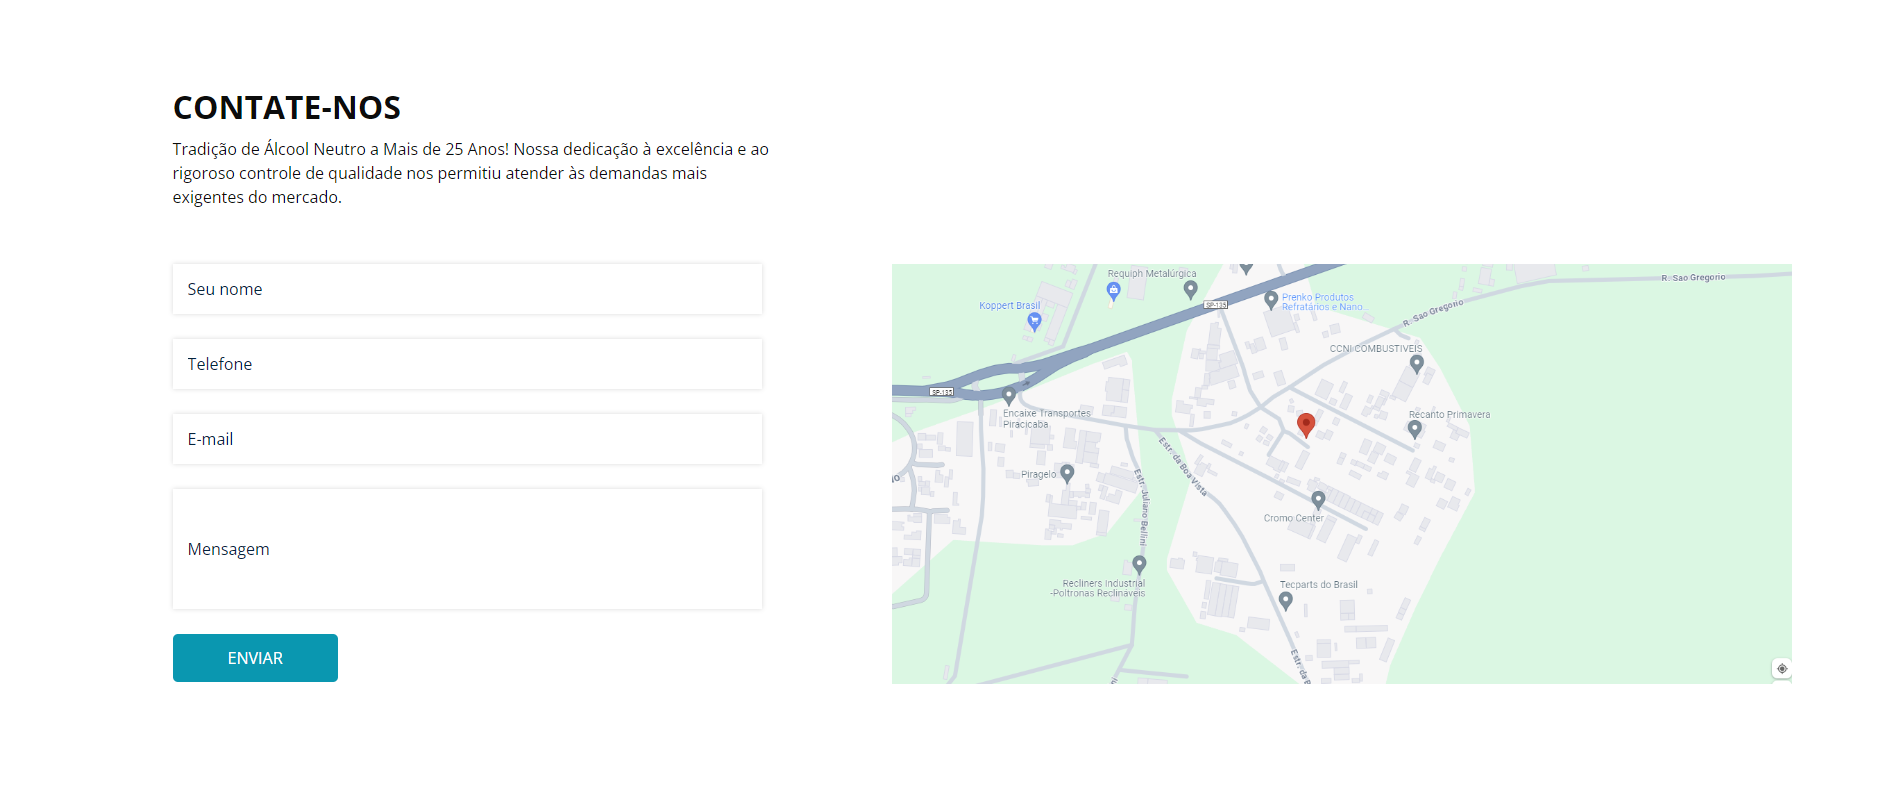 CONTATE-NOS
Tradição de Álcool Neutro a Mais de 25 Anos! Nossa dedicação à excelência e ao
rigoroso controle de qualidade nos permitiu atender às demandas mais
exigentes do mercado.
Seu nome
Telefone
E-mail
Mensagem
ENVIAR
Requiph Metalúrgica
Koppert Brasil
Prenko Produtos
Refratários e Nano...
SP-135
R. Sao Gregorio
R. Sao Gregorio
CCNI COMBUSTIVEIS
SP-135
Encaixe Transportes
Piracicaba
Recanto Primavera
Estr. da Boa Vista
Piragelo
Estr. Juliano Bellini
Cromo Center
Recliners Industrial
-Poltronas Reclináveis
Tecparts do Brasil
Estr. da B